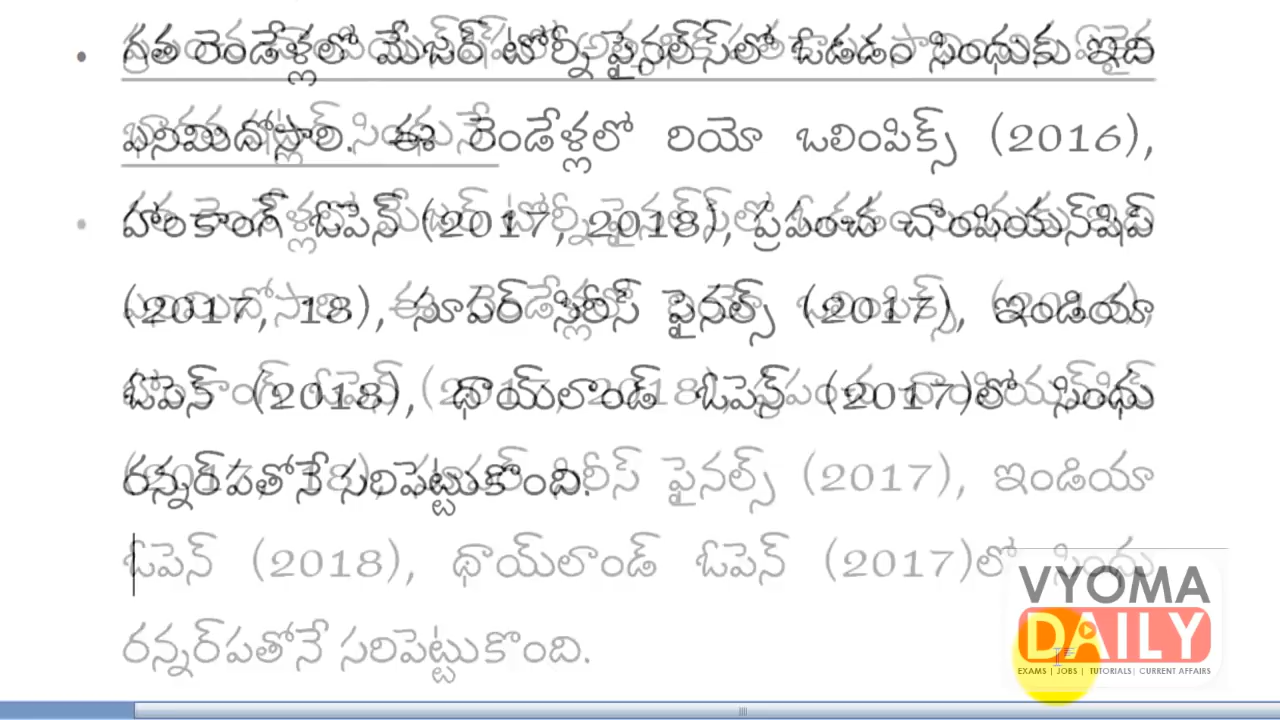 గత రెండేళ్లలో మేజర్ టోర్నీ ఫైనల్స్‌లో ఓడడం సింధుకు ఇది
ఎనిమిదోసారి. ఈ రెండేళ్లలో రియో ఒలింపిక్స్ (2016),
హాంకాంగ్ ఓపెన్ (2017, 2018), ప్రపంచ చాంపియన్‌షిప్
(2017, 18), సూపర్ సిరీస్ ఫైనల్స్ (2017), ఇండియా
ఓపెన్ (2018), థాయ్‌లాండ్ ఓపెన్ (2017)లో సింధు
రన్నరప్‌తోనే సరిపెట్టుకొంది.
ఓపెన్ (2018), థాయ్‌లాండ్ ఓపెన్ (2017)లో సింధు
రన్నరప్‌తోనే సరిపెట్టుకొంది.
VYOMA
DAILY
EXAMS | JOBS | TUTORIALS| CURRENT AFFAIRS